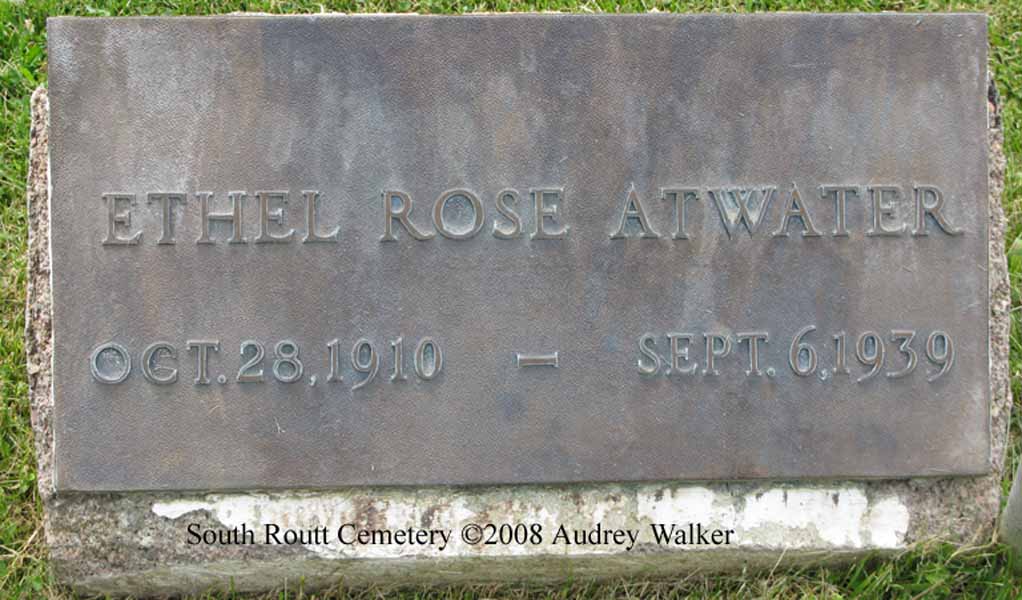 ETHEL ROSE ATWATER
OCT. 28, 1910 — SEPT. 6, 1939
South Routt Cemetery ©2008 Audrey Walker